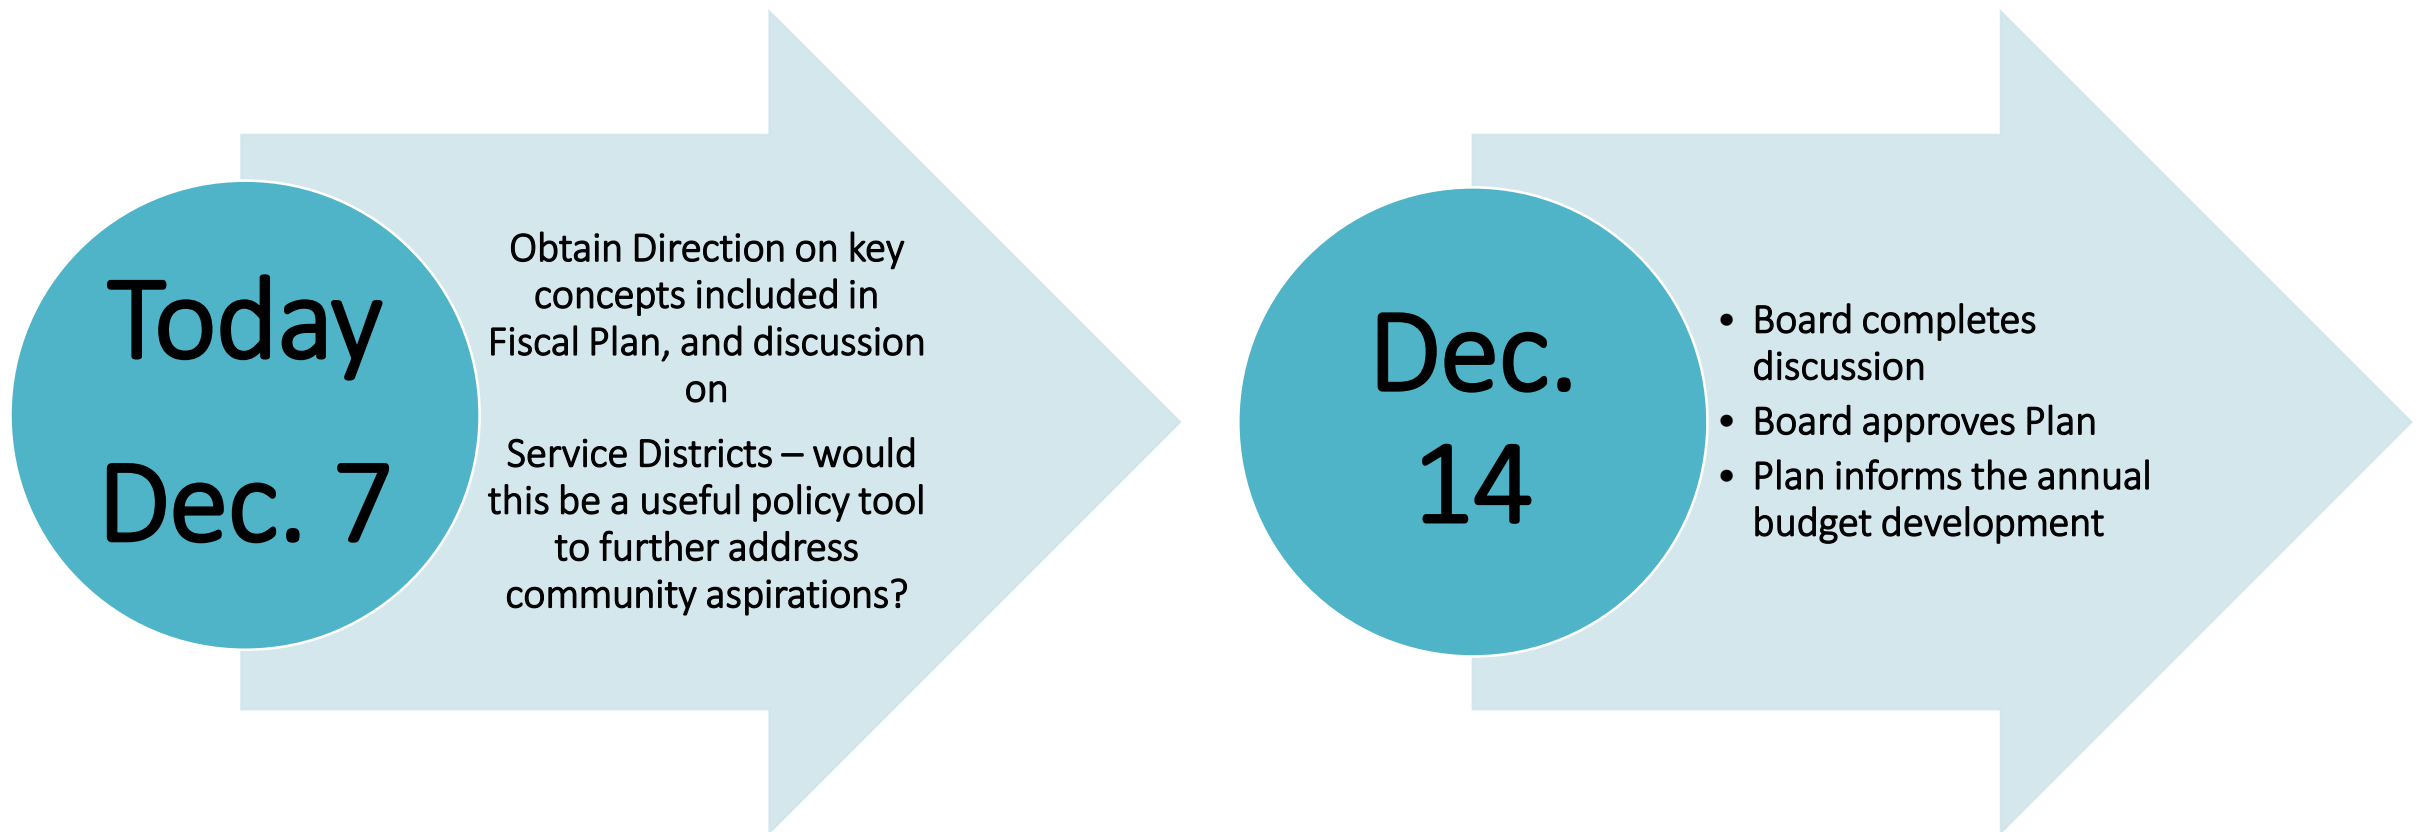 Today
Dec. 7
Obtain Direction on key
concepts included in
Fiscal Plan, and discussion
on
Service Districts – would
this be a useful policy tool
to further address
community aspirations?
Dec.
14
• Board completes
discussion
• Board approves Plan
• Plan informs the annual
budget development